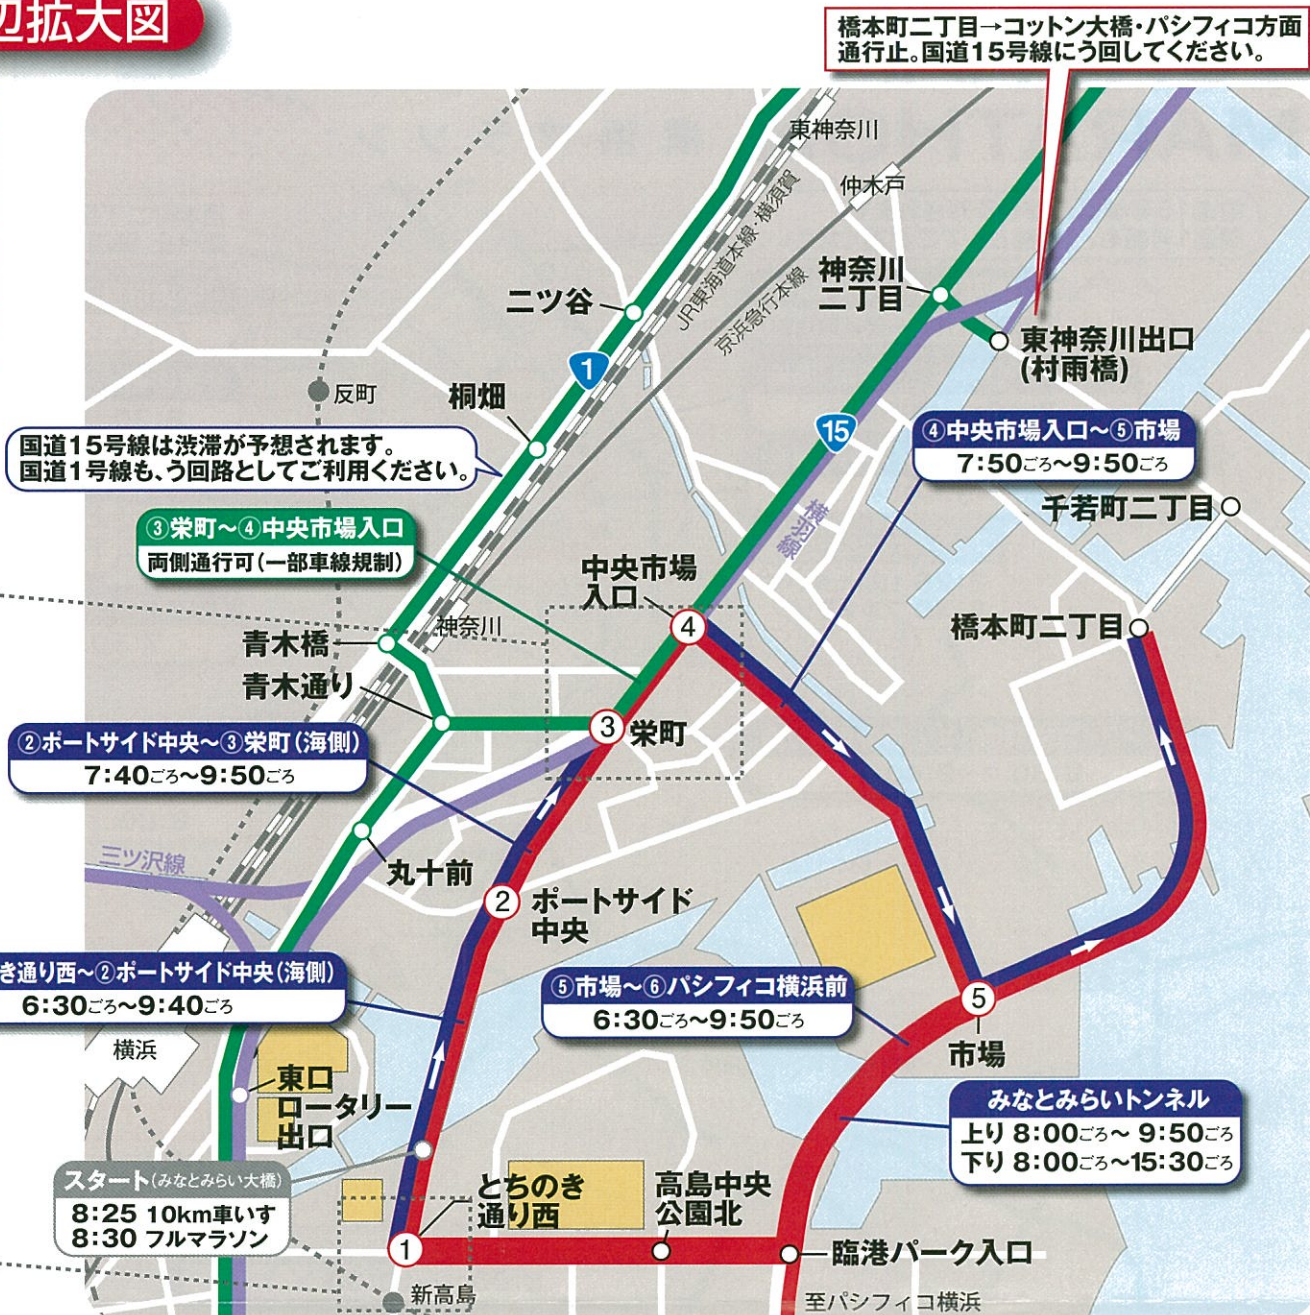 辺拡大図
橋本町二丁目→コットン大橋・パシフィコ方面
通行止。国道15号線にう回してください。
東神奈川
仲木戸
JR東海道本線・横須賀
京浜急行本線
神奈川
二丁目
二ツ谷
1
東神奈川出口
(村雨橋)
反町
桐畑
15
④中央市場入口～⑤市場
7:50ごろ～9:50ごろ
国道15号線は渋滞が予想されます。
国道1号線も、う回路としてご利用ください。
千若町二丁目
横羽線
③栄町～④中央市場入口
両側通行可(一部車線規制)
中央市場
入口
4
橋本町二丁目
神奈川
青木橋
青木通り
3
栄町
②ポートサイド中央～③栄町(海側)
7:40ごろ～9:50ごろ
三ツ沢線
丸十前
2
ポートサイド
中央
き通り西～②ポートサイド中央(海側)
6:30ごろ～9:40ごろ
⑤市場～⑥パシフィコ横浜前
6:30ごろ～9:50ごろ
5
市場
横浜
東口
ロータリー
出口
みなとみらいトンネル
上り 8:00ごろ～ 9:50ごろ
下り 8:00ごろ～15:30ごろ
スタート(みなとみらい大橋)
8:25 10km車いす
8:30 フルマラソン
とちのき
通り西
高島中央
公園北
1
臨港パーク入口
新高島
至パシフィコ横浜